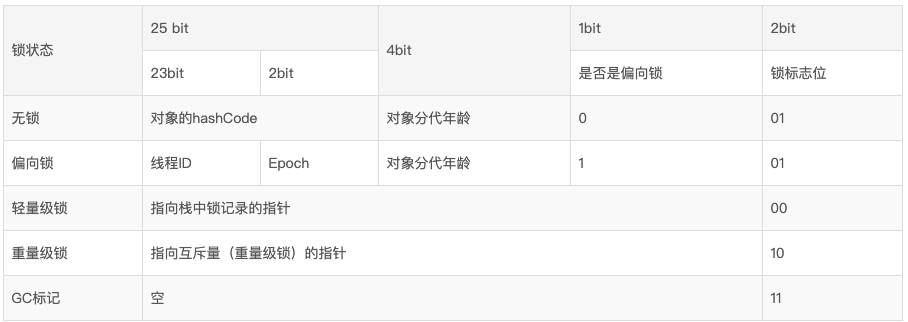 锁状态
25 bit
4bit
1bit
2bit
23bit
2bit
是否是偏向锁
锁标志位
无锁
对象的hashCode
对象分代年龄
0
01
偏向锁
线程ID
Epoch
对象分代年龄
1
01
轻量级锁
指向栈中锁记录的指针
00
重量级锁
指向互斥量（重量级锁）的指针
10
GC标记
空
11